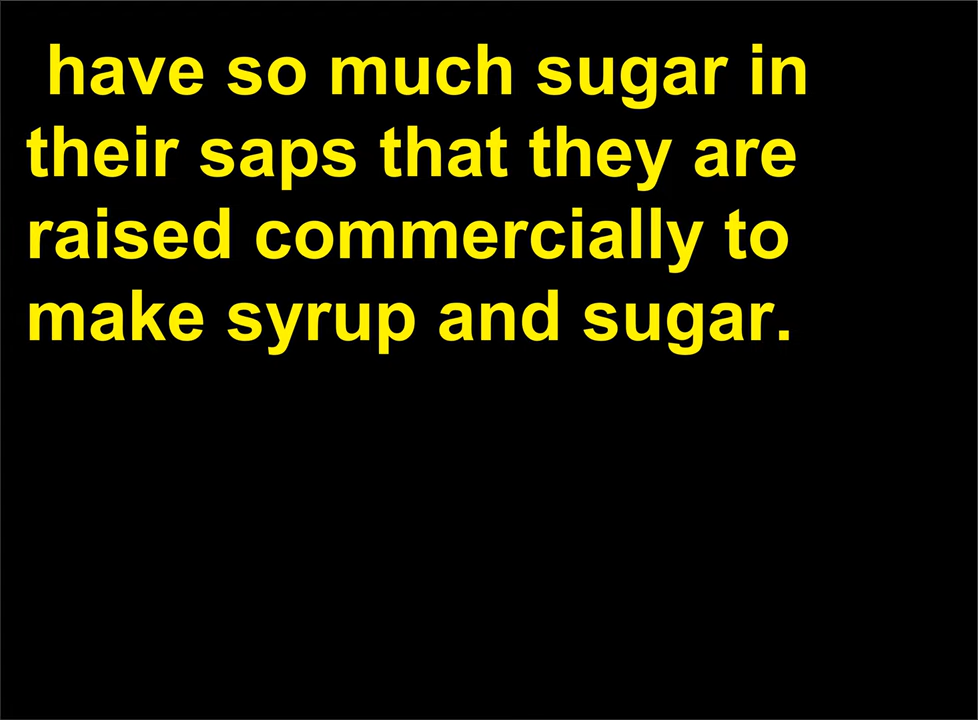 have so much sugar in
their saps that they are
raised commercially to
make syrup and sugar.